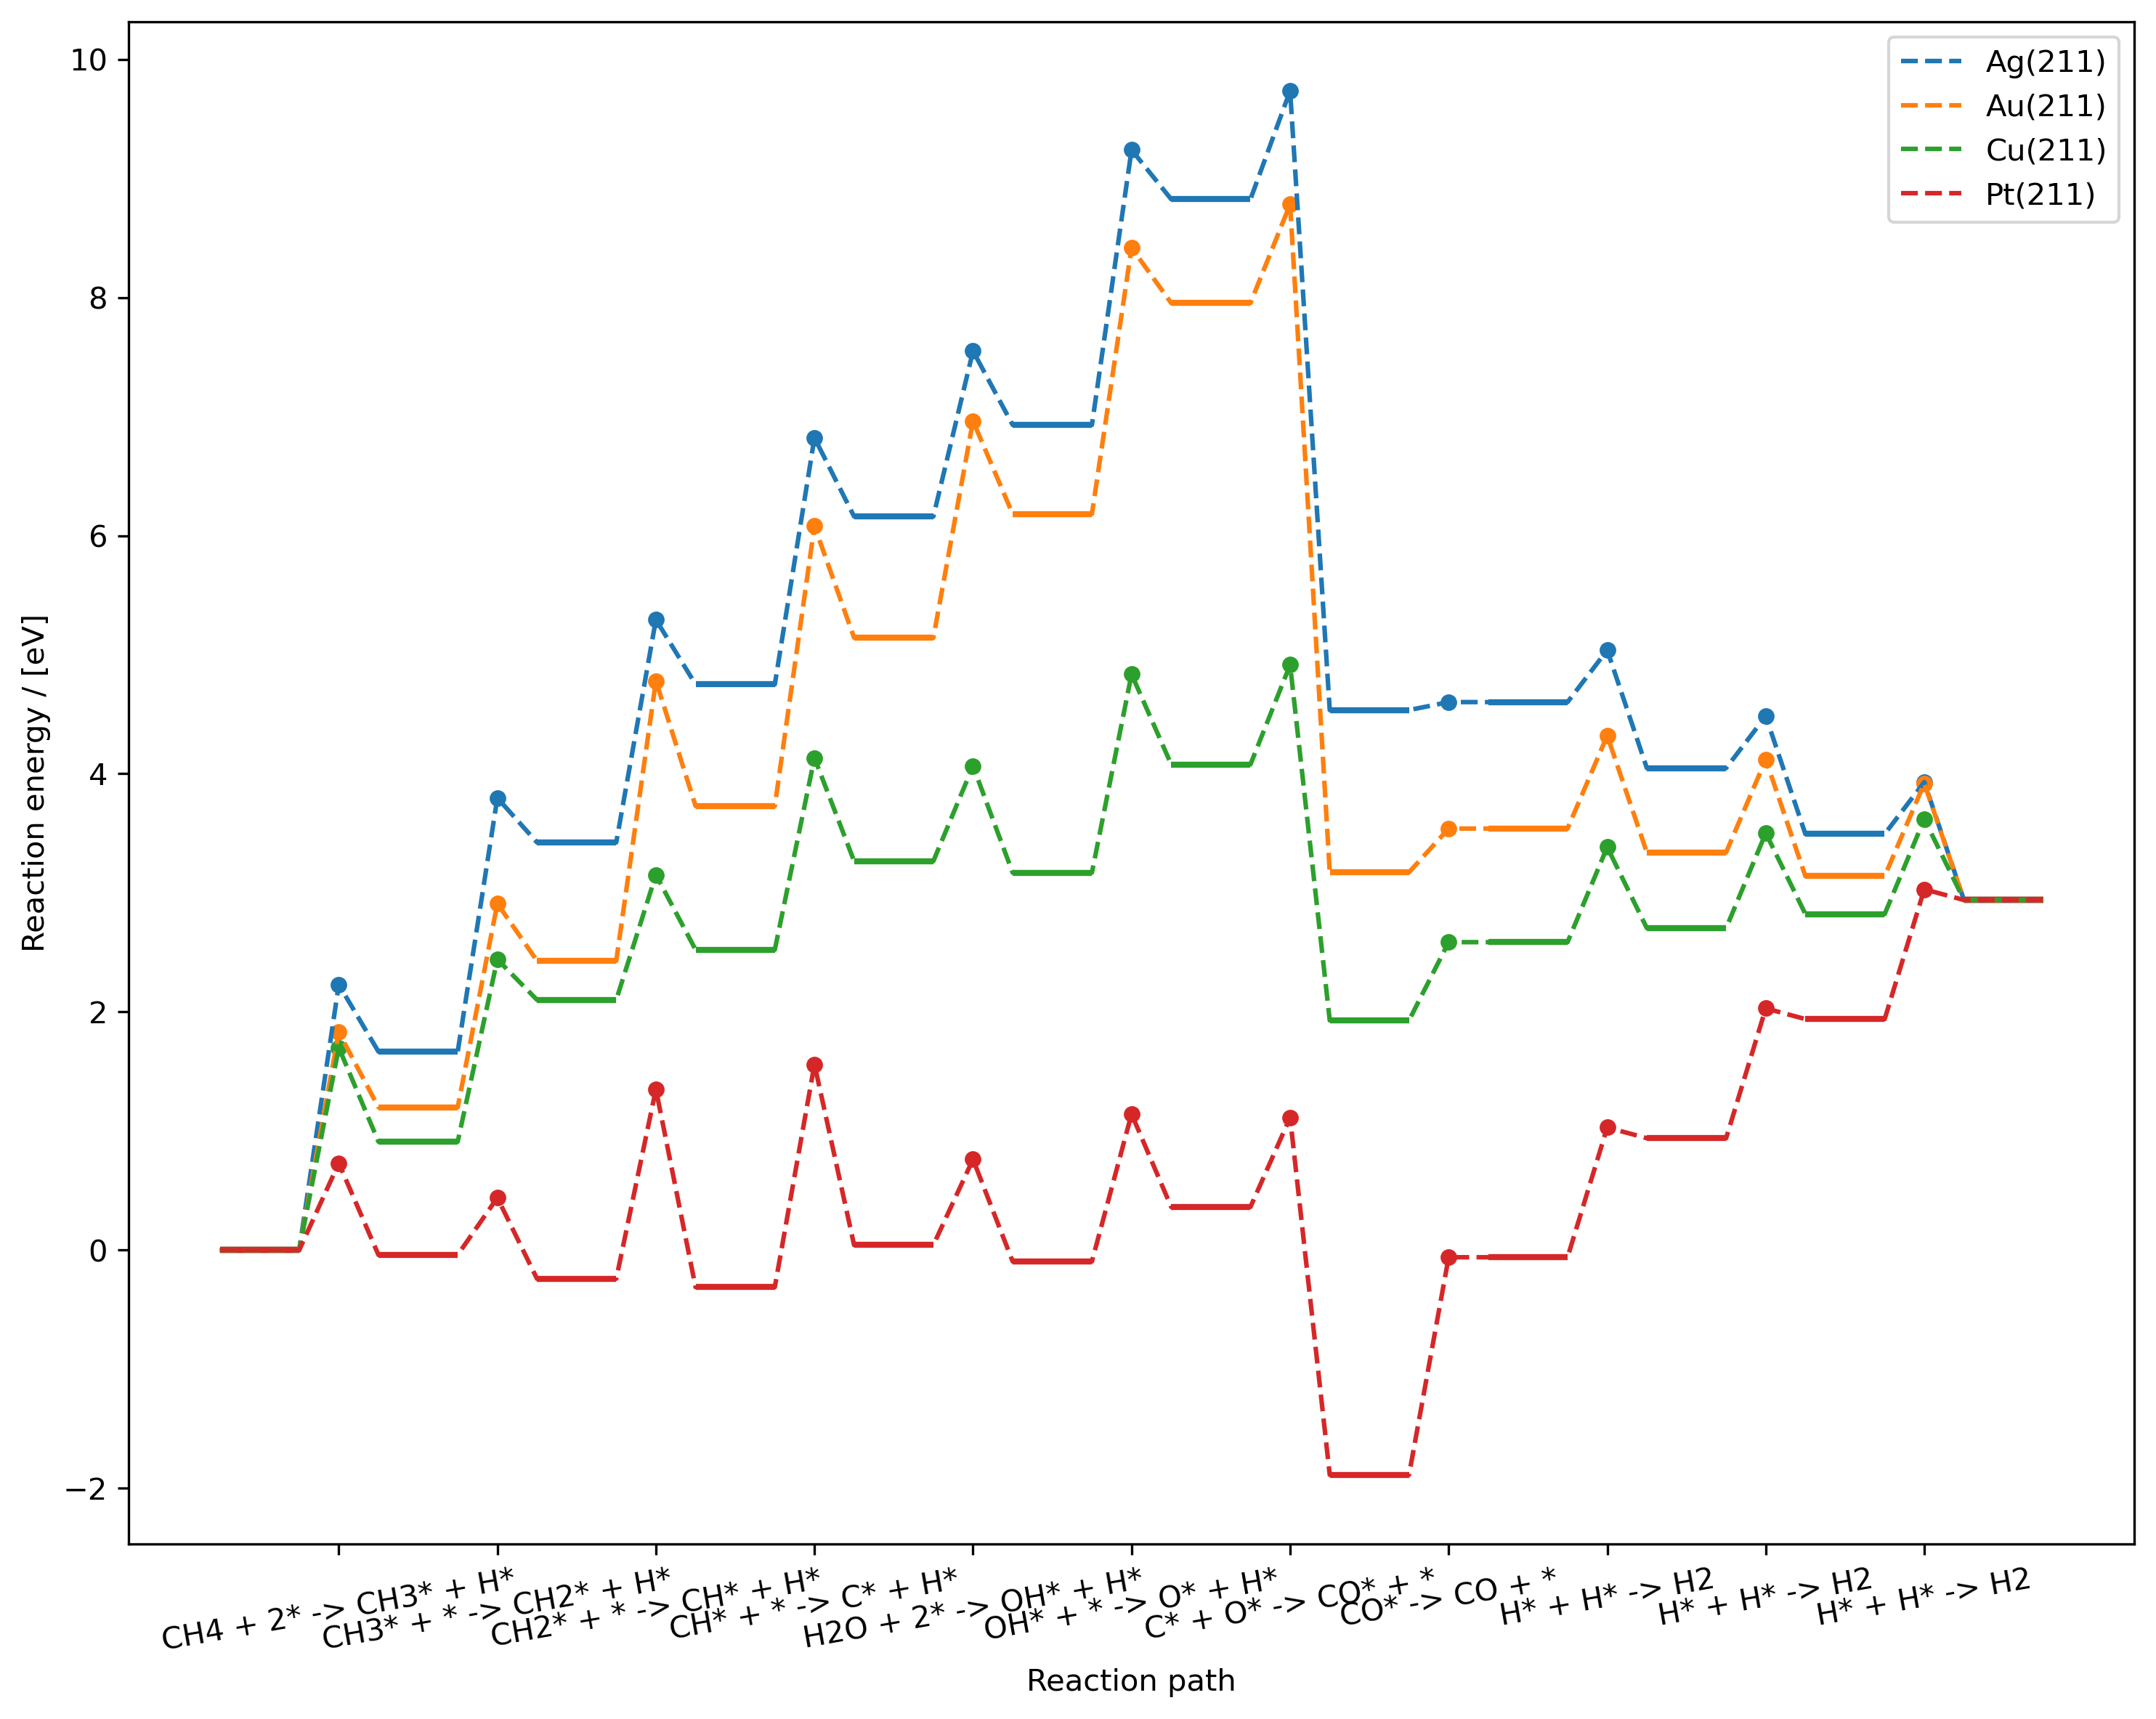 10
8
6
4
2
0
−2
Reaction energy / [eV]
Ag(211)
Au(211)
Cu(211)
Pt(211)
CH4 + 2* -> CH3* + H*
CH3* + * -> CH2* + H*
CH2* + * -> CH* + H*
CH* + * -> C* + H*
H2O + 2* -> OH* + H*
OH* + * -> O* + H*
C* + O* -> CO* + *
CO* -> CO + *
H* + H* -> H2
H* + H* -> H2
H* + H* -> H2
Reaction path